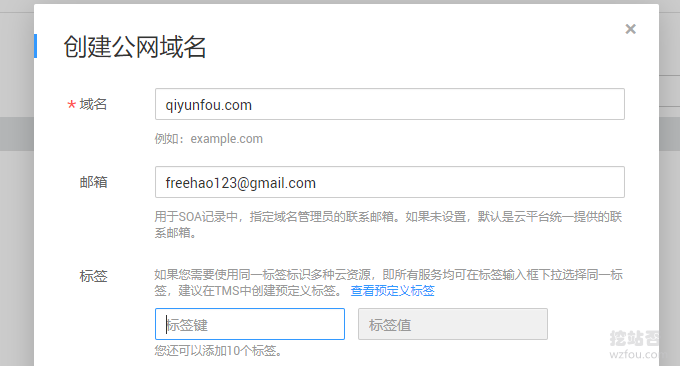 创建公网域名
×
* 域名 qiyunfou.com
例如：example.com
邮箱 freehao123@gmail.com
用于SOA记录中，指定域名管理员的联系邮箱。如果未设置，默认是云平台统一提供的联
系邮箱。
标签 如果您需要使用同一标签标识多种云资源，即所有服务均可在标签输入框下拉选择同一标
签，建议在TMS中创建预定义标签。 查看预定义标签
标签键 标签值
您还可以添加10个标签。
挖站否
wzfou.com